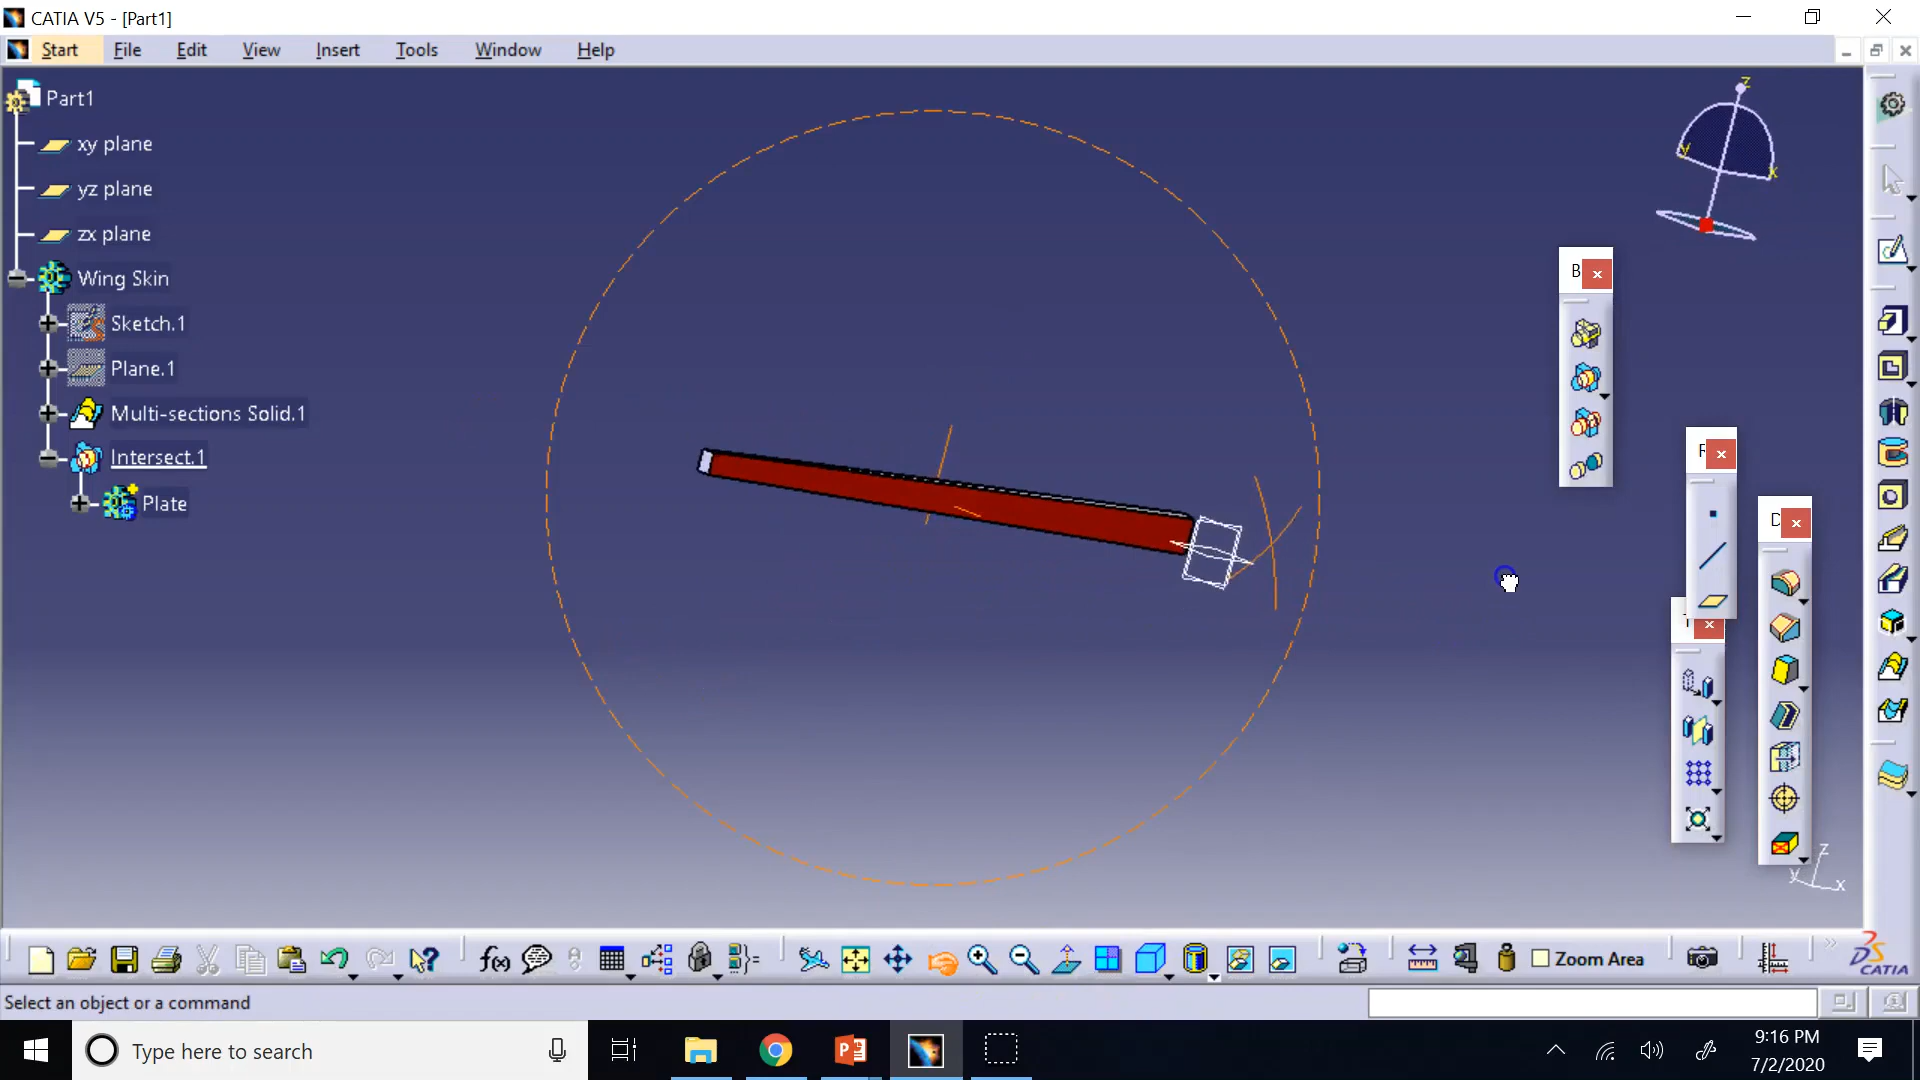 CATIA V5 - [Part1]
Start File Edit View Insert Tools Window Help
Part1
xy plane
yz plane
zx plane
Wing Skin
Sketch.1
Plane.1
Multi-sections Solid.1
Intersect.1
Plate
z
y
x
B
R
D
z
y
x
f(x)
Zoom Area
CATIA
Select an object or a command
Type here to search
9:16 PM
7/2/2020